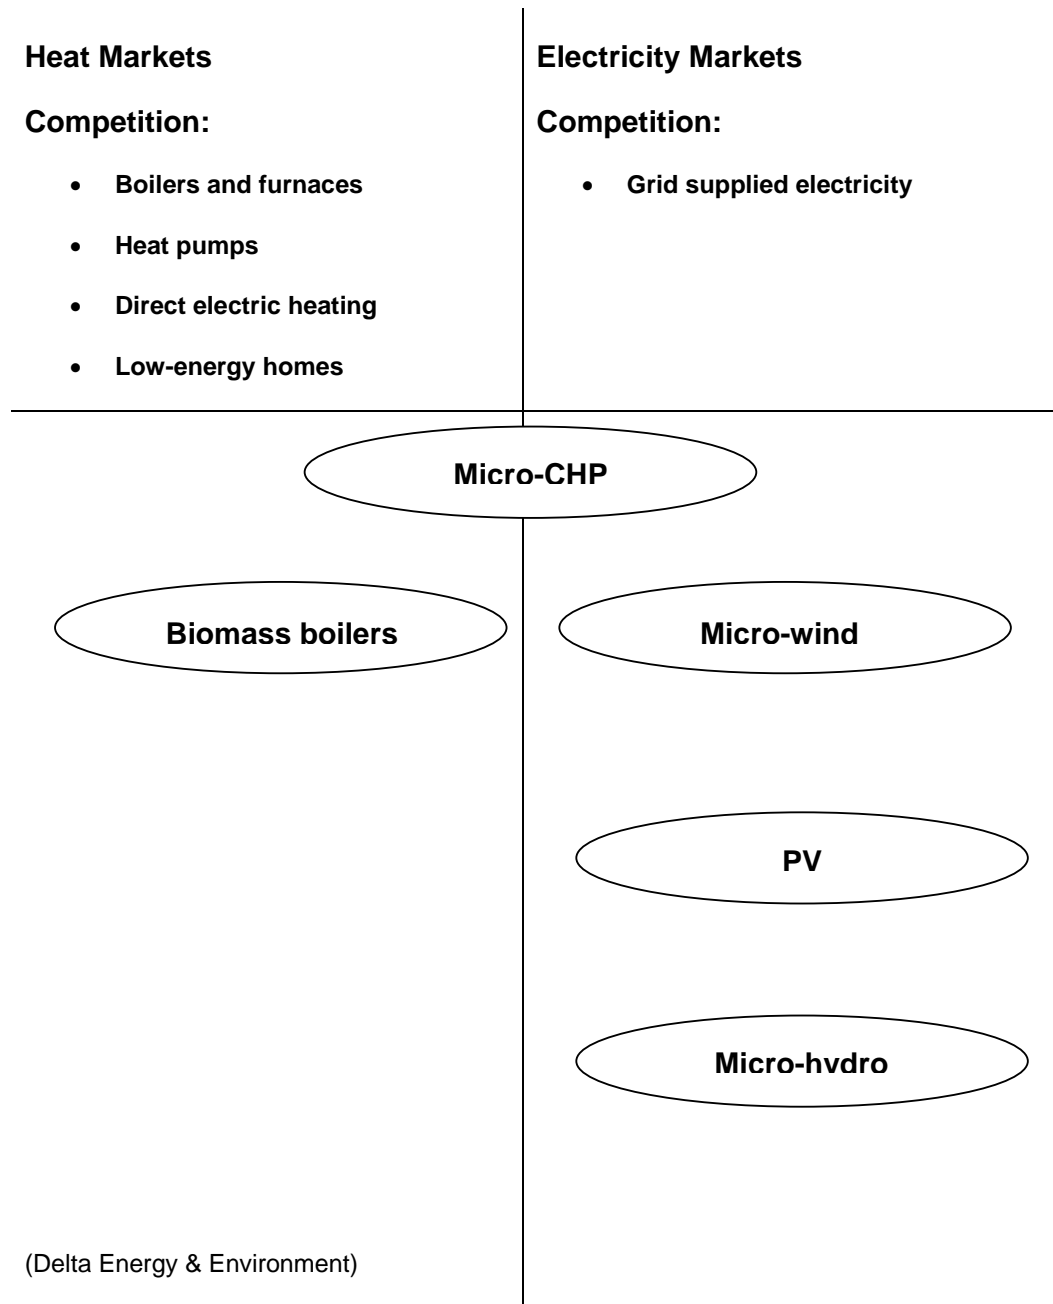 Heat Markets
Competition:
• Boilers and furnaces
• Heat pumps
• Direct electric heating
• Low-energy homes
Electricity Markets
Competition:
• Grid supplied electricity
Micro-CHP
Biomass boilers
Micro-wind
PV
Micro-hydro
(Delta Energy & Environment)